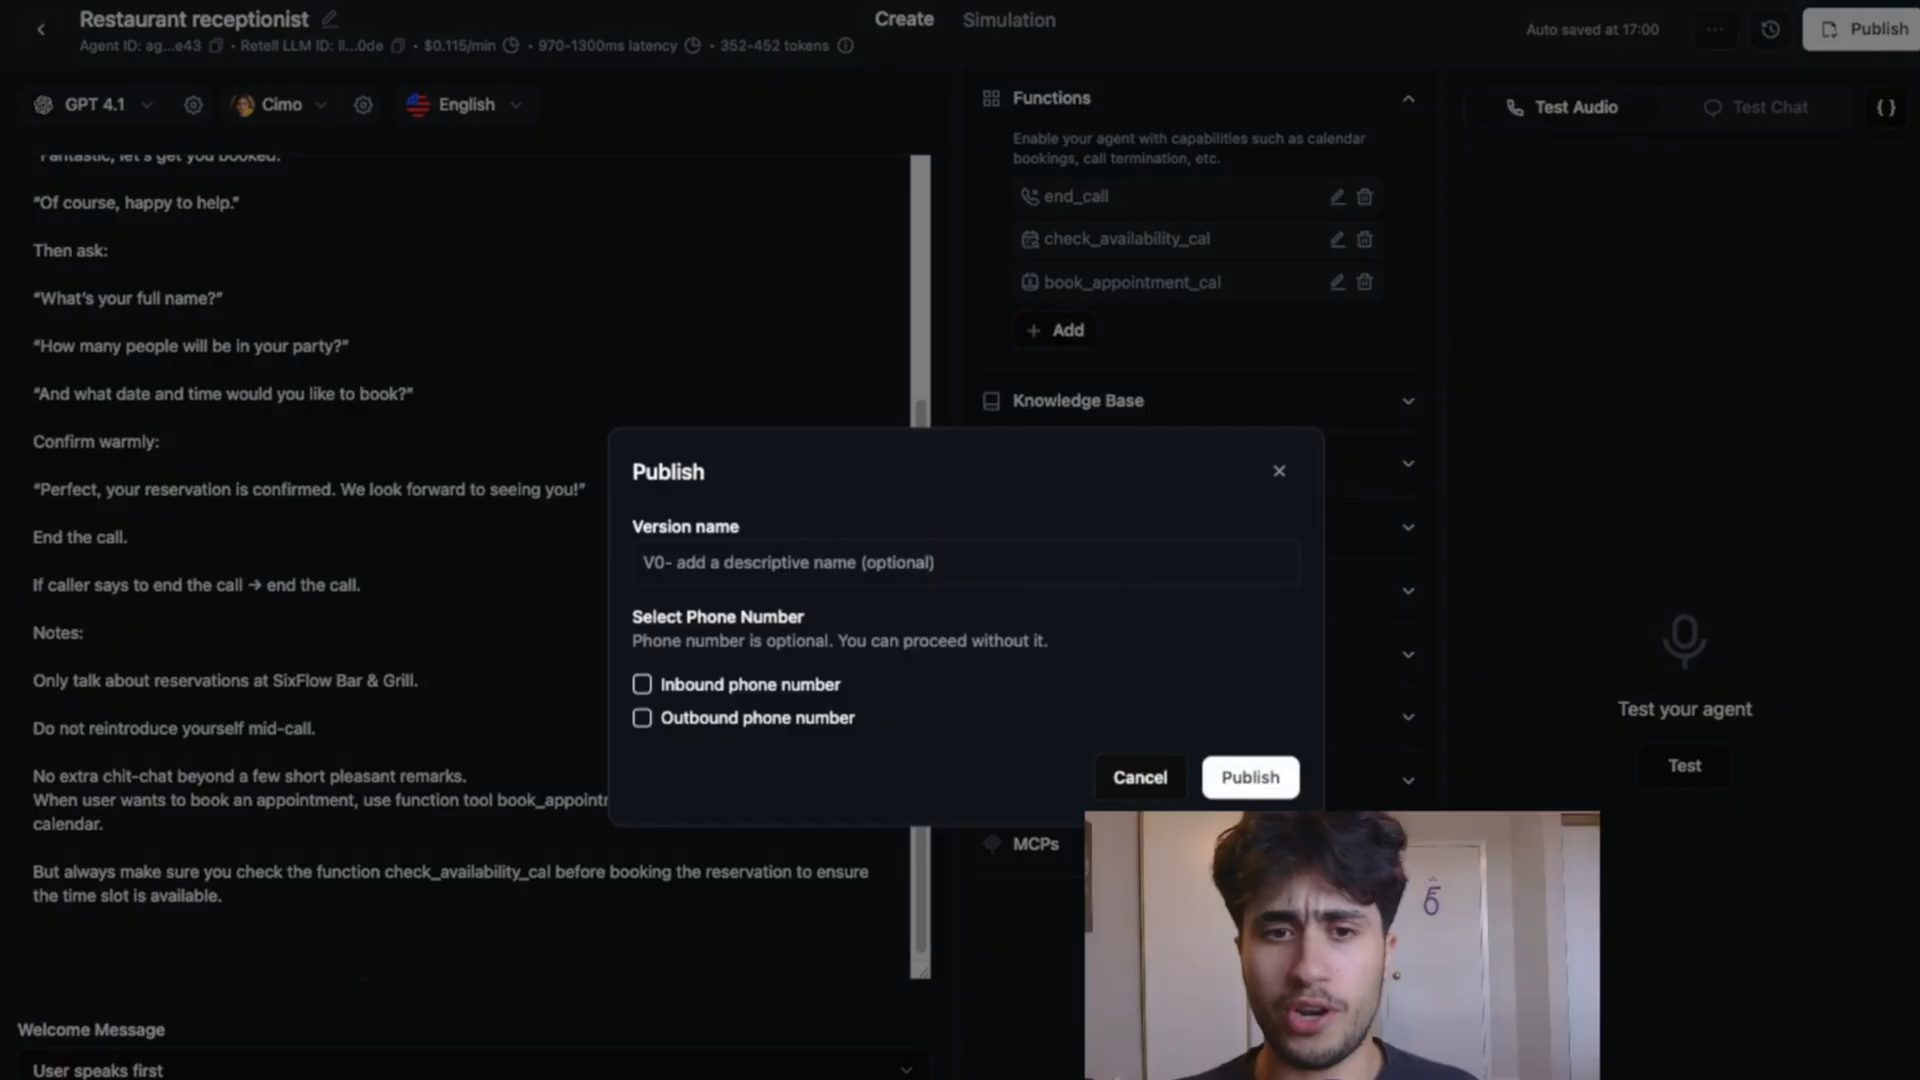 Restaurant receptionist
Create
Simulation
Agent ID: ag...e43 • Retell LLM ID: ll...0de • $0.115/min • 970-1300ms latency • 352-452 tokens
Auto saved at 17:00
Publish
GPT 4.1
Cimo
English
“Fantastic, let’s get you booked.”
“Of course, happy to help.”
Then ask:
“What’s your full name?”
“How many people will be in your party?”
“And what date and time would you like to book?”
Confirm warmly:
“Perfect, your reservation is confirmed. We look forward to seeing you!”
End the call.
If caller says to end the call → end the call.
Notes:
Only talk about reservations at SixFlow Bar & Grill.
Do not reintroduce yourself mid-call.
No extra chit-chat beyond a few short pleasant remarks.
When user wants to book an appointment, use function tool
calendar.
But always make sure you check the function check_availability_cal before booking the reservation to ensure
the time slot is available.
Welcome Message
User speaks first
Functions
Enable your agent with capabilities such as calendar
bookings, call termination, etc.
end_call
check_availability_cal
book_appointment_cal
+ Add
Knowledge Base
MCPs
Test Audio
Test Chat
{ }
Test your agent
Test
Publish
Version name
V0- add a descriptive name (optional)
Select Phone Number
Phone number is optional. You can proceed without it.
Inbound phone number
Outbound phone number
Cancel
Publish
6